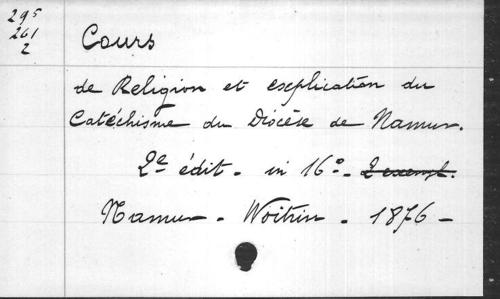 295
261
2
Cours
de Religion et explication du
Catéchisme du Diocèse de Namur.
2e édit. in 16°. 2 exempl.
Namur. Woitrin. 1876